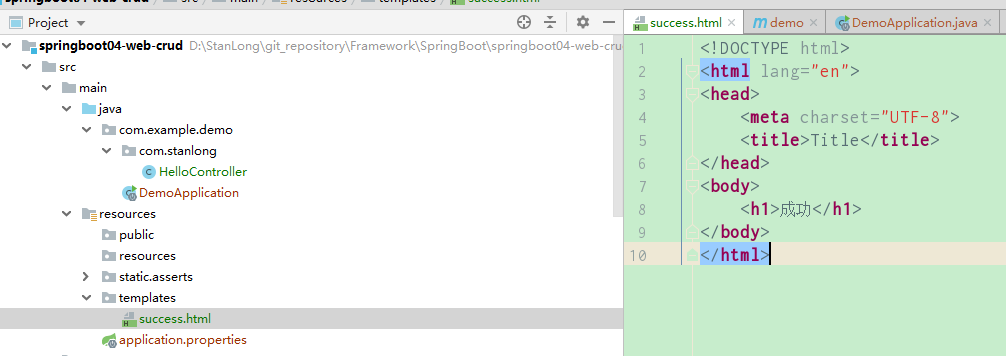 springboot04-web-crud src main resources templates success.html
Project
success.html
demo
DemoApplication.java
springboot04-web-crud D:\StanLong\git_repository\Framework\SpringBoot\springboot04-web-crud
src
main
java
com.example.demo
com.stanlong
HelloController
DemoApplication
resources
public
resources
static.asserts
templates
success.html
application.properties
1 <!DOCTYPE html>
2 <html lang="en">
3 <head>
4 <meta charset="UTF-8">
5 <title>Title</title>
6 </head>
7 <body>
8 <h1>成功</h1>
9 </body>
10 </html>